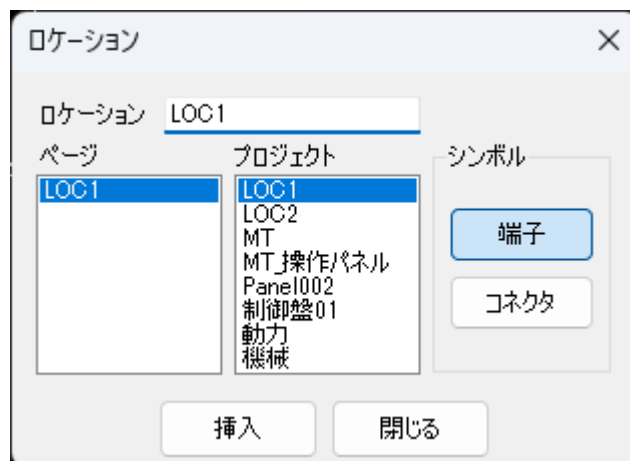 ロケーション
ロケーション LOC1
ページ プロジェクト シンボル
LOC1
LOC1
LOC2
MT
MT_操作パネル
Panel002
制御盤01
動力
機械
端子
コネクタ
挿入 閉じる